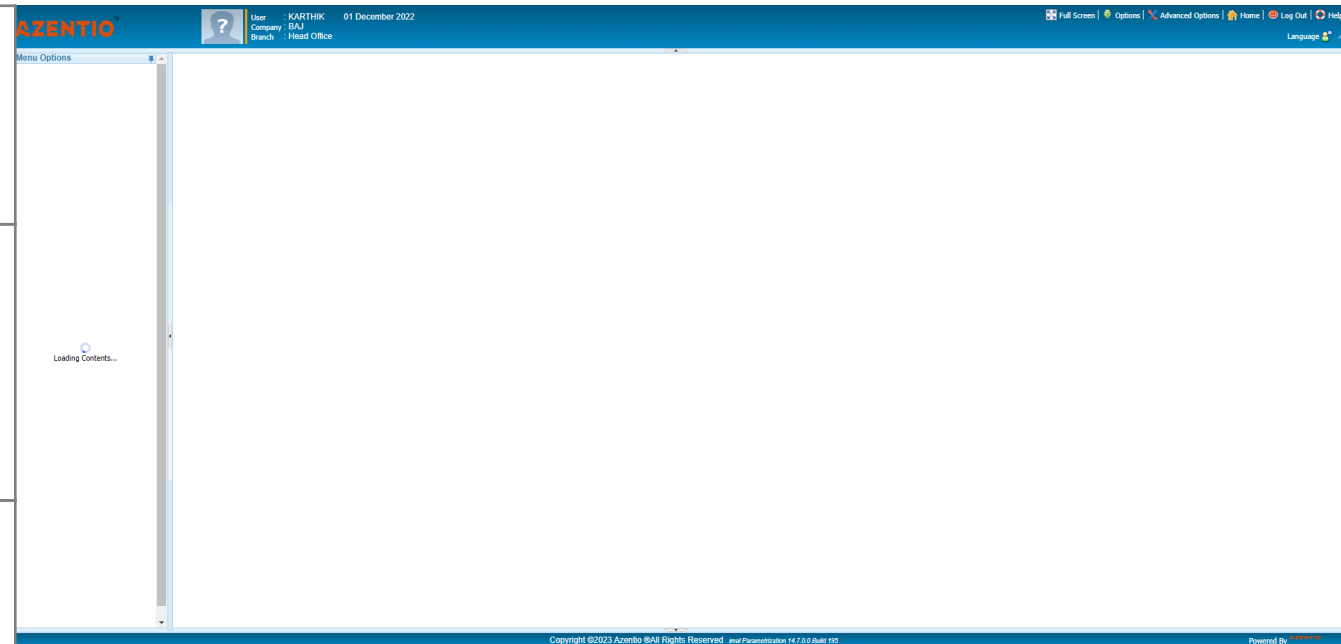 AZENTIO™
User : KARTHIK 01 December 2022
Company : BAJ
Branch : Head Office
Full Screen | Options | Advanced Options | Home | Log Out | Help
Language
Menu Options
Loading Contents...
Copyright ©2023 Azentio ®All Rights Reserved imal Parametrization 14.7.0.0 Build 195
Powered By AZENTIO